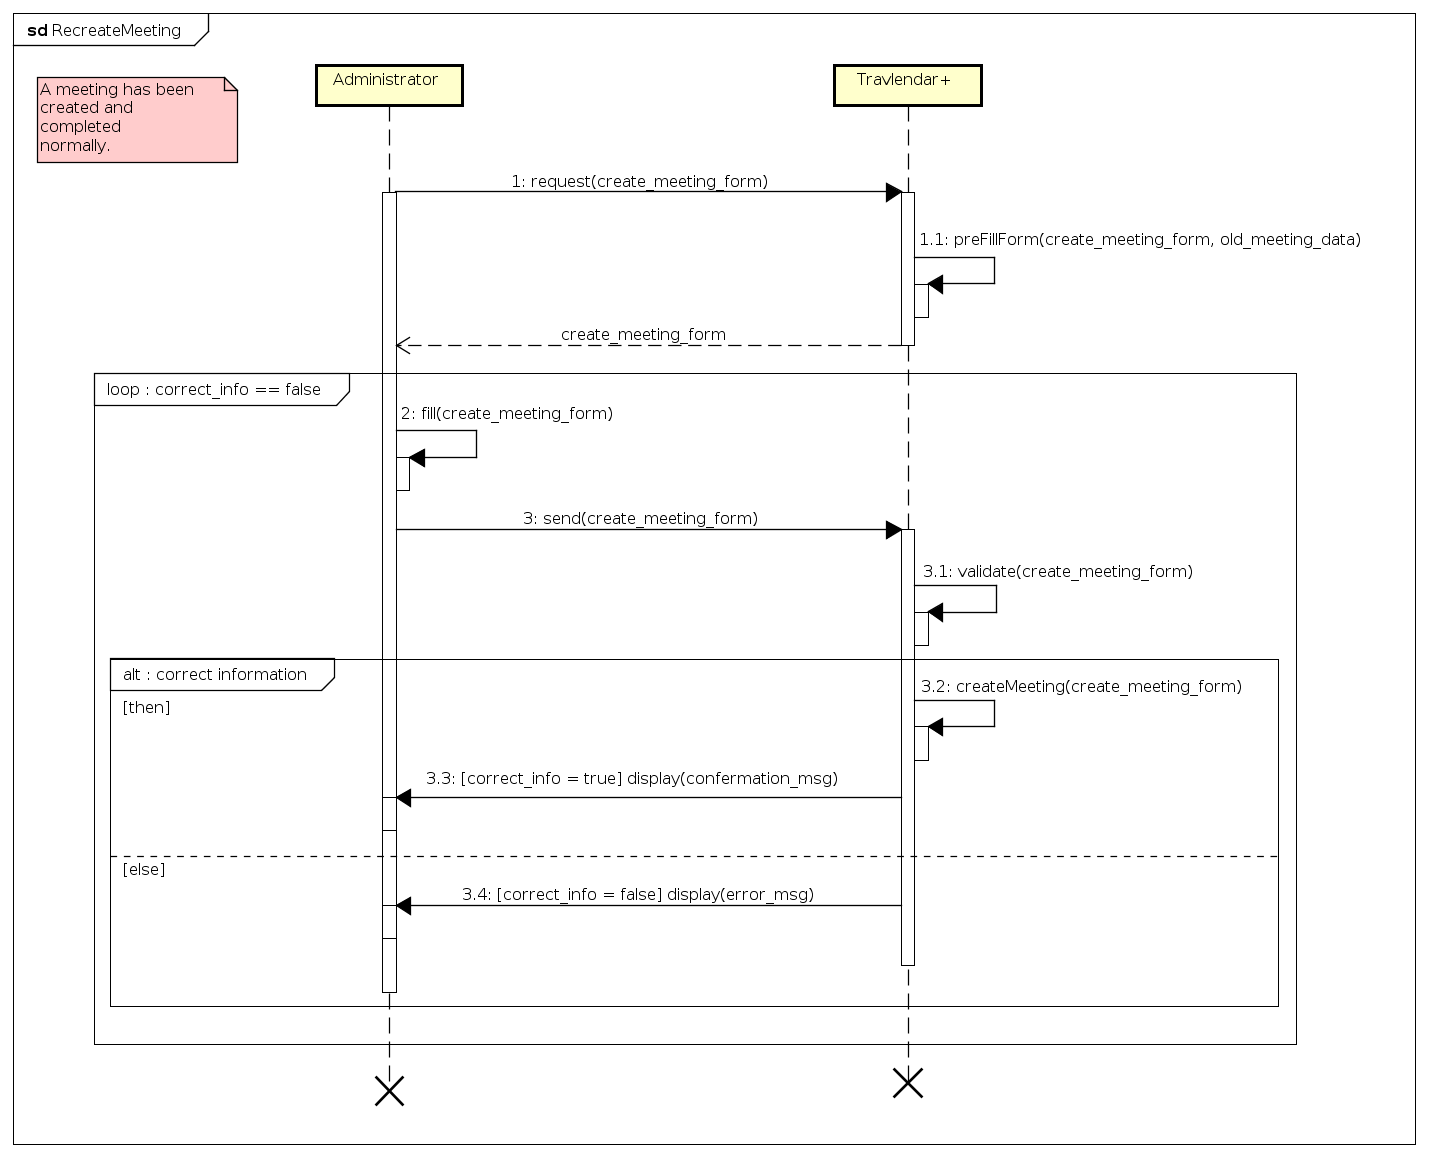 sd RecreateMeeting
A meeting has been
created and
completed
normally.
Administrator
Travlendar+
1: request(create_meeting_form)
1.1: preFillForm(create_meeting_form, old_meeting_data)
create_meeting_form
loop : correct_info == false
2: fill(create_meeting_form)
3: send(create_meeting_form)
3.1: validate(create_meeting_form)
alt : correct information
3.2: createMeeting(create_meeting_form)
[then]
3.3: [correct_info = true] display(confermation_msg)
[else]
3.4: [correct_info = false] display(error_msg)